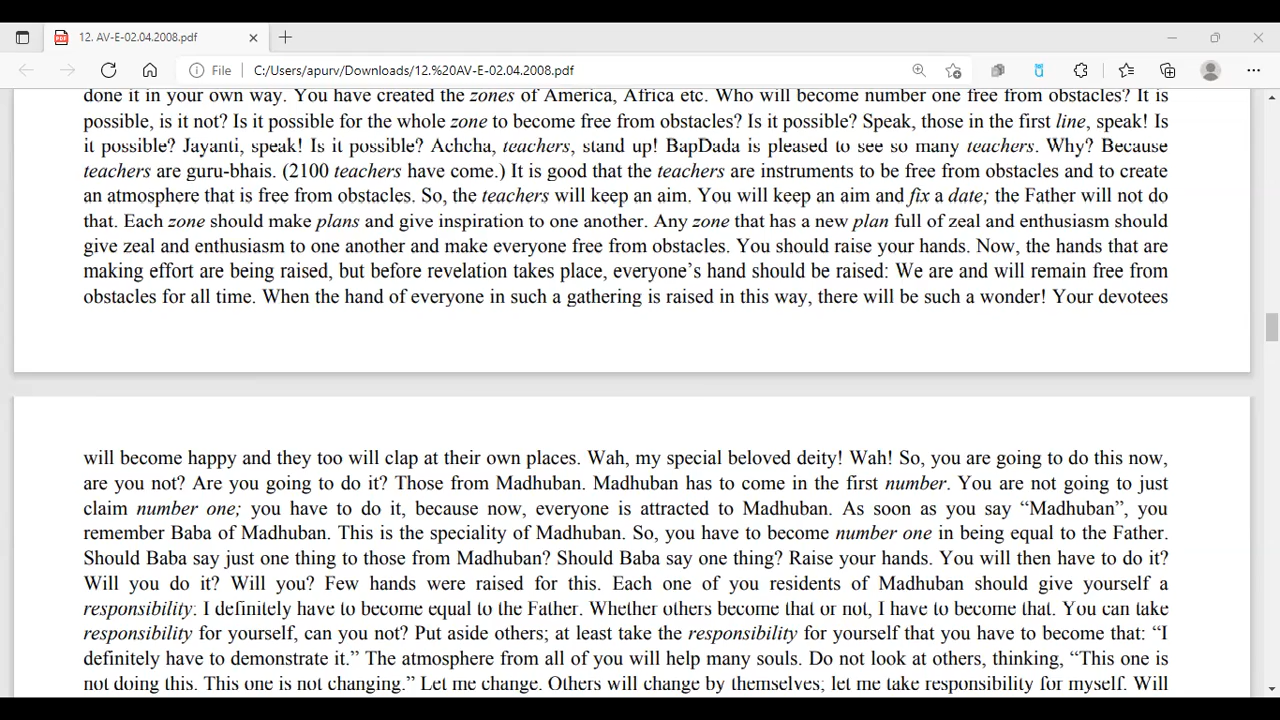 12. AV-E-02.04.2008.pdf
File C:/Users/apurv/Downloads/12.%20AV-E-02.04.2008.pdf
done it in your own way. You have created the zones of America, Africa etc. Who will become number one free from obstacles? It is
possible, is it not? Is it possible for the whole zone to become free from obstacles? Is it possible? Speak, those in the first line, speak! Is
it possible? Jayanti, speak! Is it possible? Achcha, teachers, stand up! BapDada is pleased to see so many teachers. Why? Because
teachers are guru-bhais. (2100 teachers have come.) It is good that the teachers are instruments to be free from obstacles and to create
an atmosphere that is free from obstacles. So, the teachers will keep an aim. You will keep an aim and fix a date; the Father will not do
that. Each zone should make plans and give inspiration to one another. Any zone that has a new plan full of zeal and enthusiasm should
give zeal and enthusiasm to one another and make everyone free from obstacles. You should raise your hands. Now, the hands that are
making effort are being raised, but before revelation takes place, everyone’s hand should be raised: We are and will remain free from
obstacles for all time. When the hand of everyone in such a gathering is raised in this way, there will be such a wonder! Your devotees
will become happy and they too will clap at their own places. Wah, my special beloved deity! Wah! So, you are going to do this now,
are you not? Are you going to do it? Those from Madhuban. Madhuban has to come in the first number. You are not going to just
claim number one; you have to do it, because now, everyone is attracted to Madhuban. As soon as you say “Madhuban”, you
remember Baba of Madhuban. This is the speciality of Madhuban. So, you have to become number one in being equal to the Father.
Should Baba say just one thing to those from Madhuban? Should Baba say one thing? Raise your hands. You will then have to do it?
Will you do it? Will you? Few hands were raised for this. Each one of you residents of Madhuban should give yourself a
responsibility. I definitely have to become equal to the Father. Whether others become that or not, I have to become that. You can take
responsibility for yourself, can you not? Put aside others; at least take the responsibility for yourself that you have to become that: “I
definitely have to demonstrate it.” The atmosphere from all of you will help many souls. Do not look at others, thinking, “This one is
not doing this. This one is not changing.” Let me change. Others will change by themselves; let me take responsibility for myself. Will